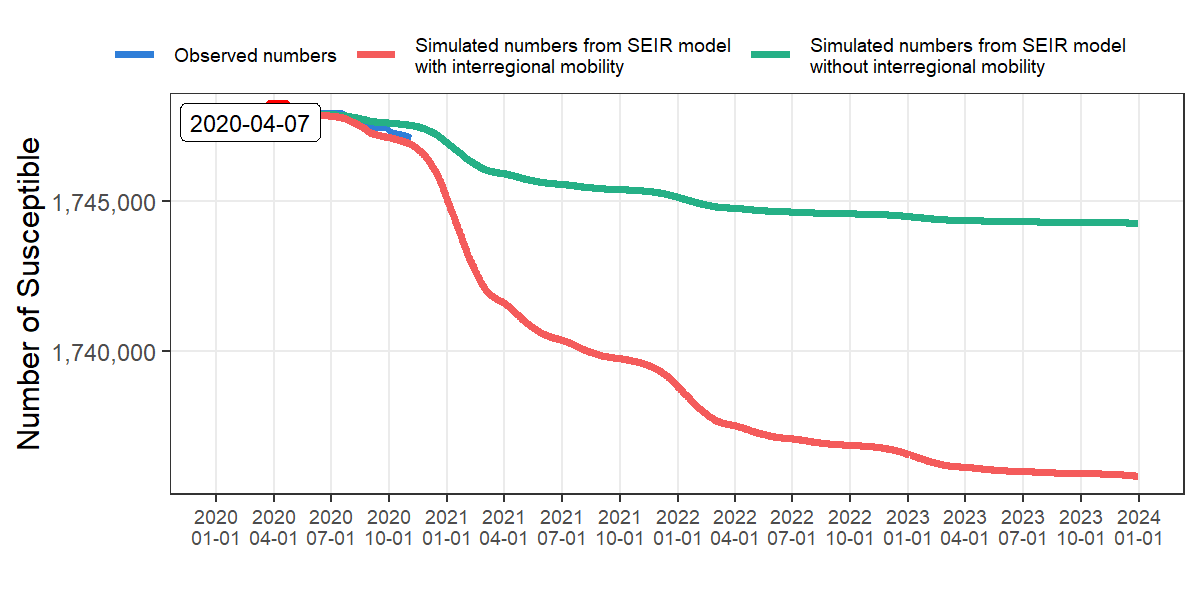 Observed numbers
Simulated numbers from SEIR model
with interregional mobility
Simulated numbers from SEIR model
without interregional mobility
2020-04-07
Number of Susceptible
1,745,000
1,740,000
2020 2020 2020 2020 2021 2021 2021 2021 2022 2022 2022 2022 2023 2023 2023 2023 2024
01-01 04-01 07-01 10-01 01-01 04-01 07-01 10-01 01-01 04-01 07-01 10-01 01-01 04-01 07-01 10-01 01-01